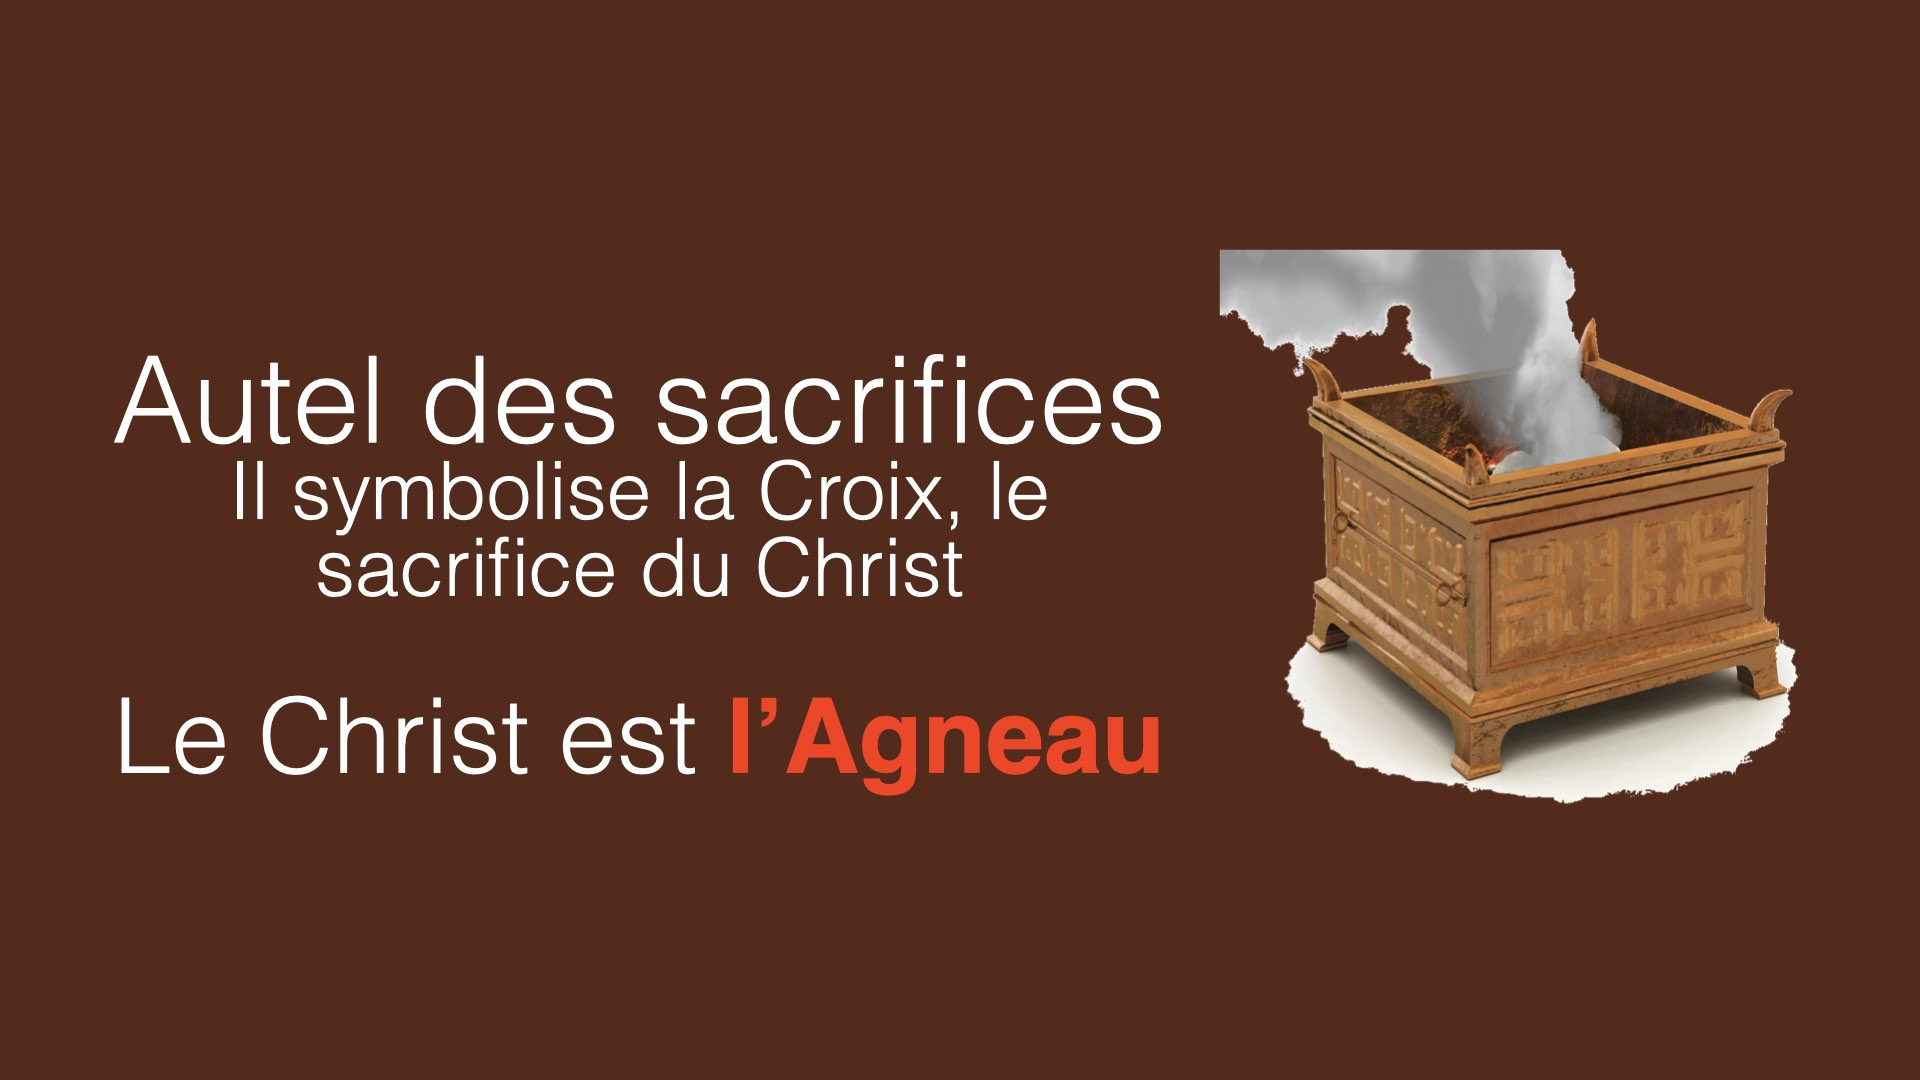 Autel des sacrifices
Il symbolise la Croix, le
sacrifice du Christ
Le Christ est l’Agneau